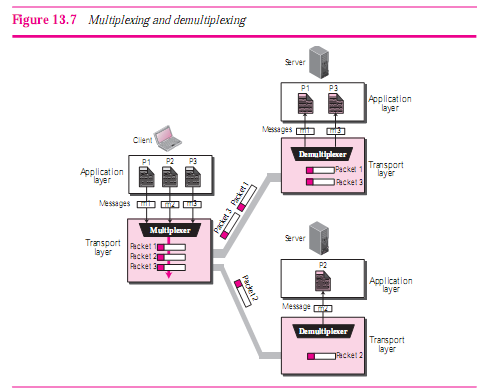 Figure 13.7 Multiplexing and demultiplexing
Server
P1 P3
Application
layer
Messages m1 m3
Demultiplexer
Transport
layer
Packet 1
Packet 3
Client
P1 P2 P3
Application
layer
Messages m1 m2 m3
Multiplexer
Transport
layer
Packet 1
Packet 2
Packet 3
Packet 3 Packet 1
Packet 2
Server
P2
Application
layer
Message m2
Demultiplexer
Transport
layer
Packet 2